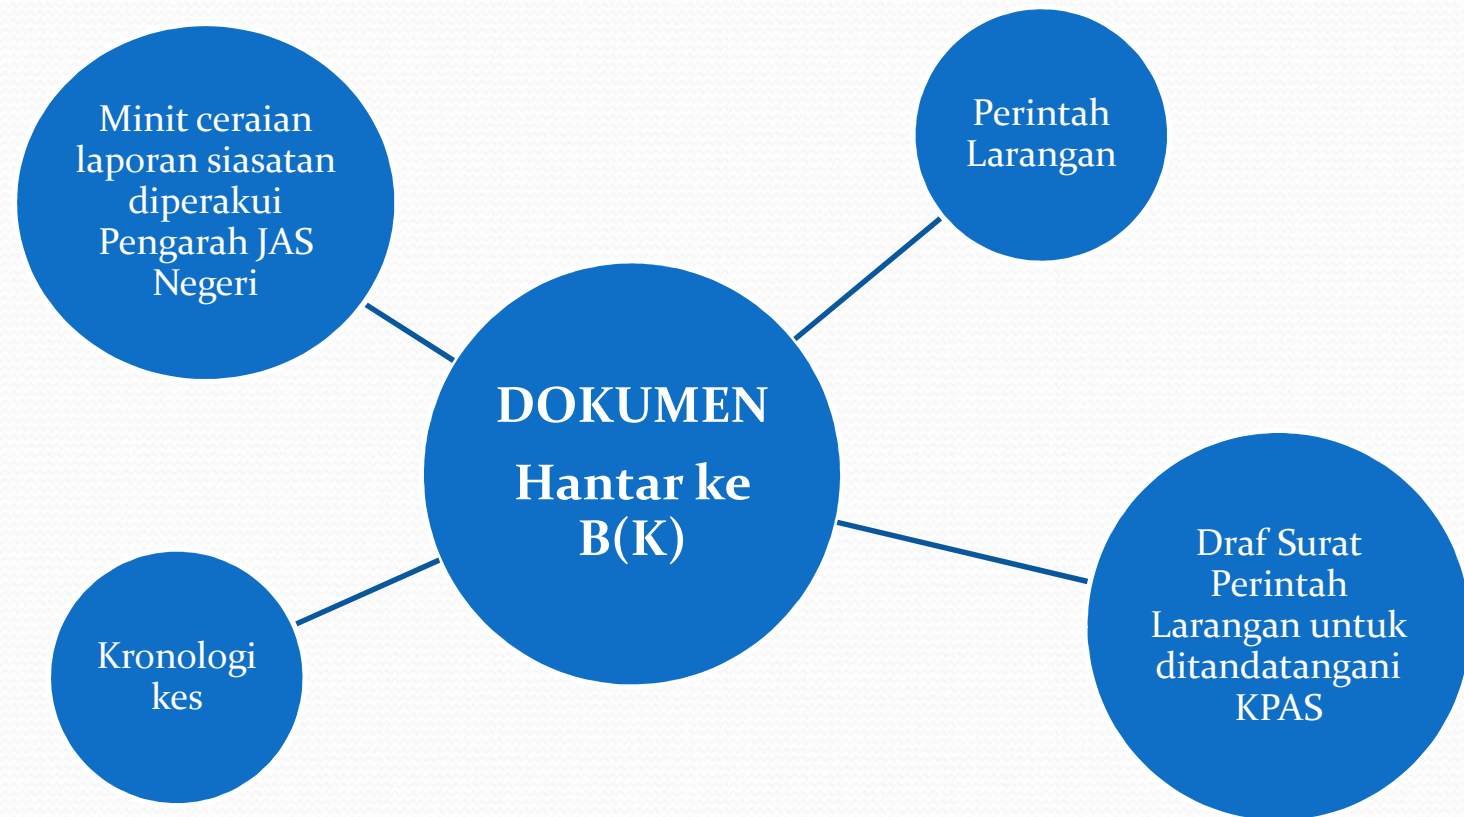 Minit ceraian
laporan siasatan
diperakui
Pengarah JAS
Negeri
Perintah
Larangan
DOKUMEN
Hantar ke
B(K)
Kronologi
kes
Draf Surat
Perintah
Larangan untuk
ditandatangani
KPAS